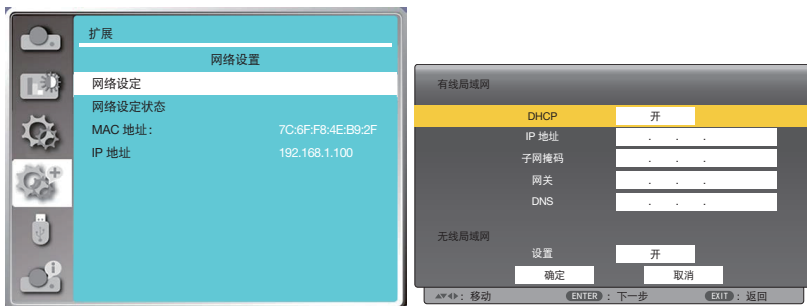 扩展
网络设置
网络设定
网络设定状态
MAC 地址: 7C:6F:F8:4E:B9:2F
IP 地址 192.168.1.100
有线局域网
DHCP 开
IP 地址 . . .
子网掩码 . . .
网关 . . .
DNS . . .
无线局域网
设置 开
确定 取消
▲▼◀▶: 移动 ENTER : 下一步 EXIT : 返回